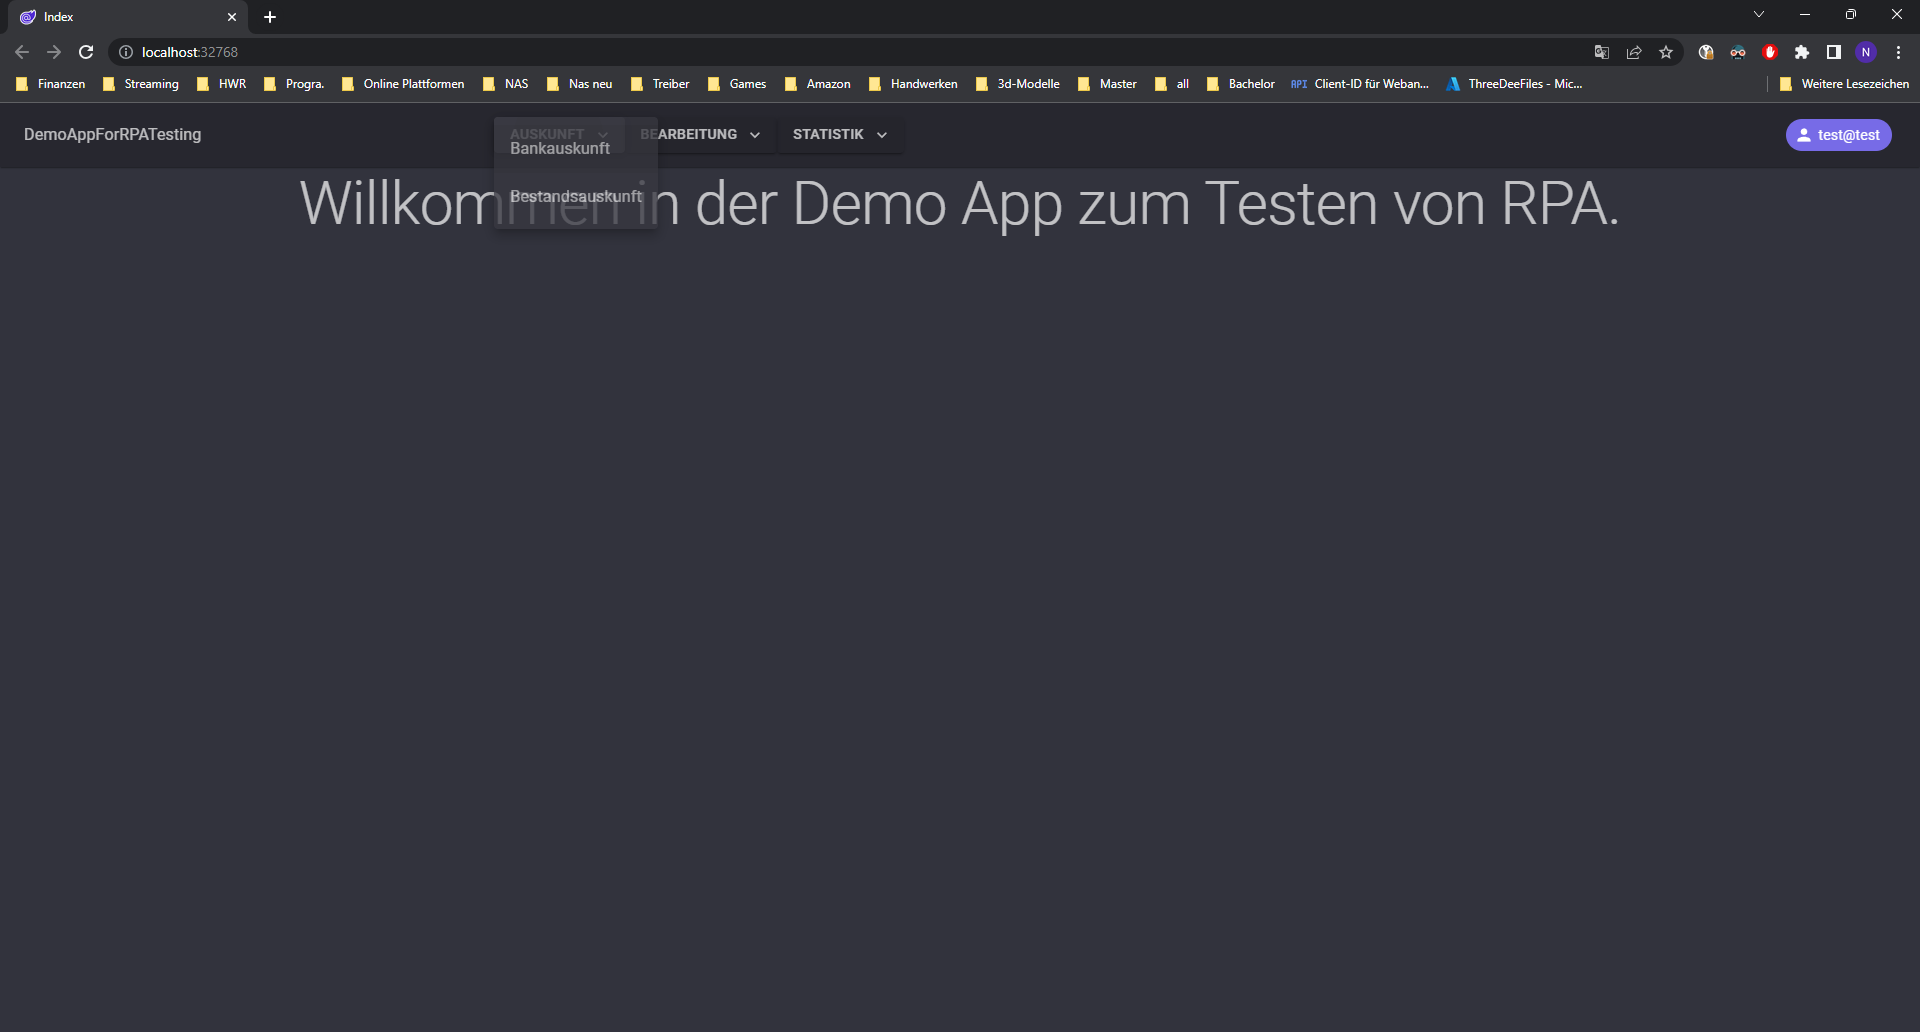 Index
localhost:32768
N
Finanzen Streaming HWR Progra. Online Plattformen NAS Nas neu Treiber Games Amazon Handwerken 3d-Modelle Master all Bachelor API Client-ID für Weban... ThreeDeeFiles - Mic... Weitere Lesezeichen
DemoAppForRPATesting AUSKUNFT BEARBEITUNG STATISTIK test@test
Bankauskunft
Bestandsauskunft
Willkommen in der Demo App zum Testen von RPA.